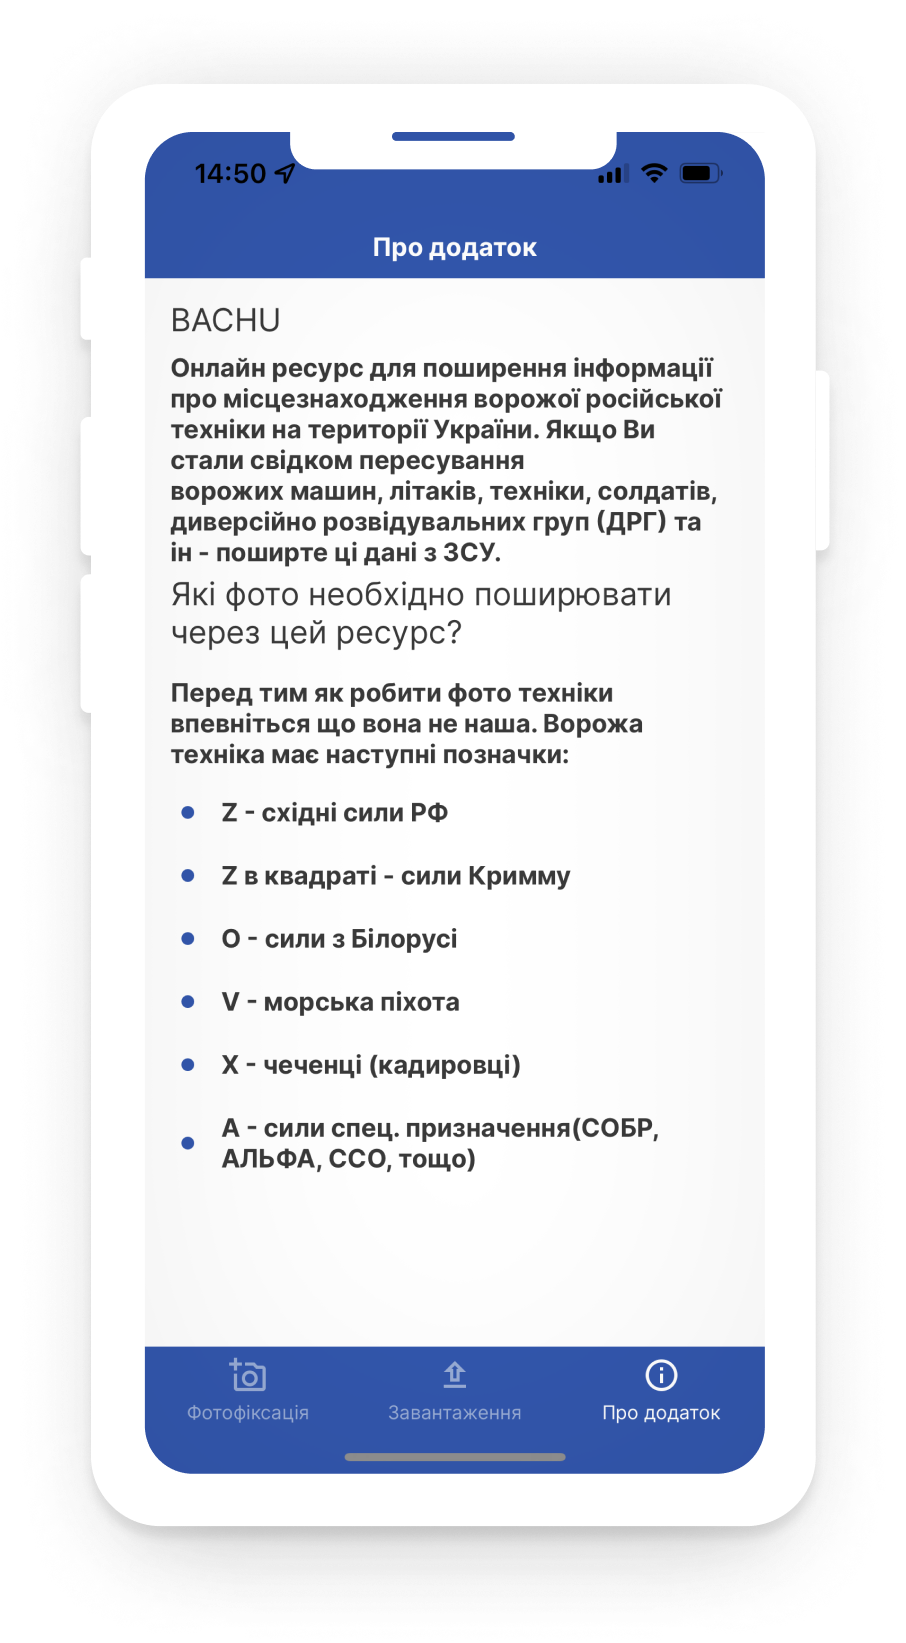 14:50
Про додаток
BACHU
Онлайн ресурс для поширення інформації
про місцезнаходження ворожої російської
техніки на території України. Якщо Ви
стали свідком пересування
ворожих машин, літаків, техніки, солдатів,
диверсійно розвідувальних груп (ДРГ) та
ін - поширте ці дані з ЗСУ.
Які фото необхідно поширювати
через цей ресурс?
Перед тим як робити фото техніки
впевніться що вона не наша. Ворожа
техніка має наступні позначки:
Z - східні сили РФ
Z в квадраті - сили Кримму
O - сили з Білорусі
V - морська піхота
X - чеченці (кадировці)
A - сили спец. призначення(СОБР,
АЛЬФА, ССО, тощо)
Фотофіксація
Завантаження
Про додаток